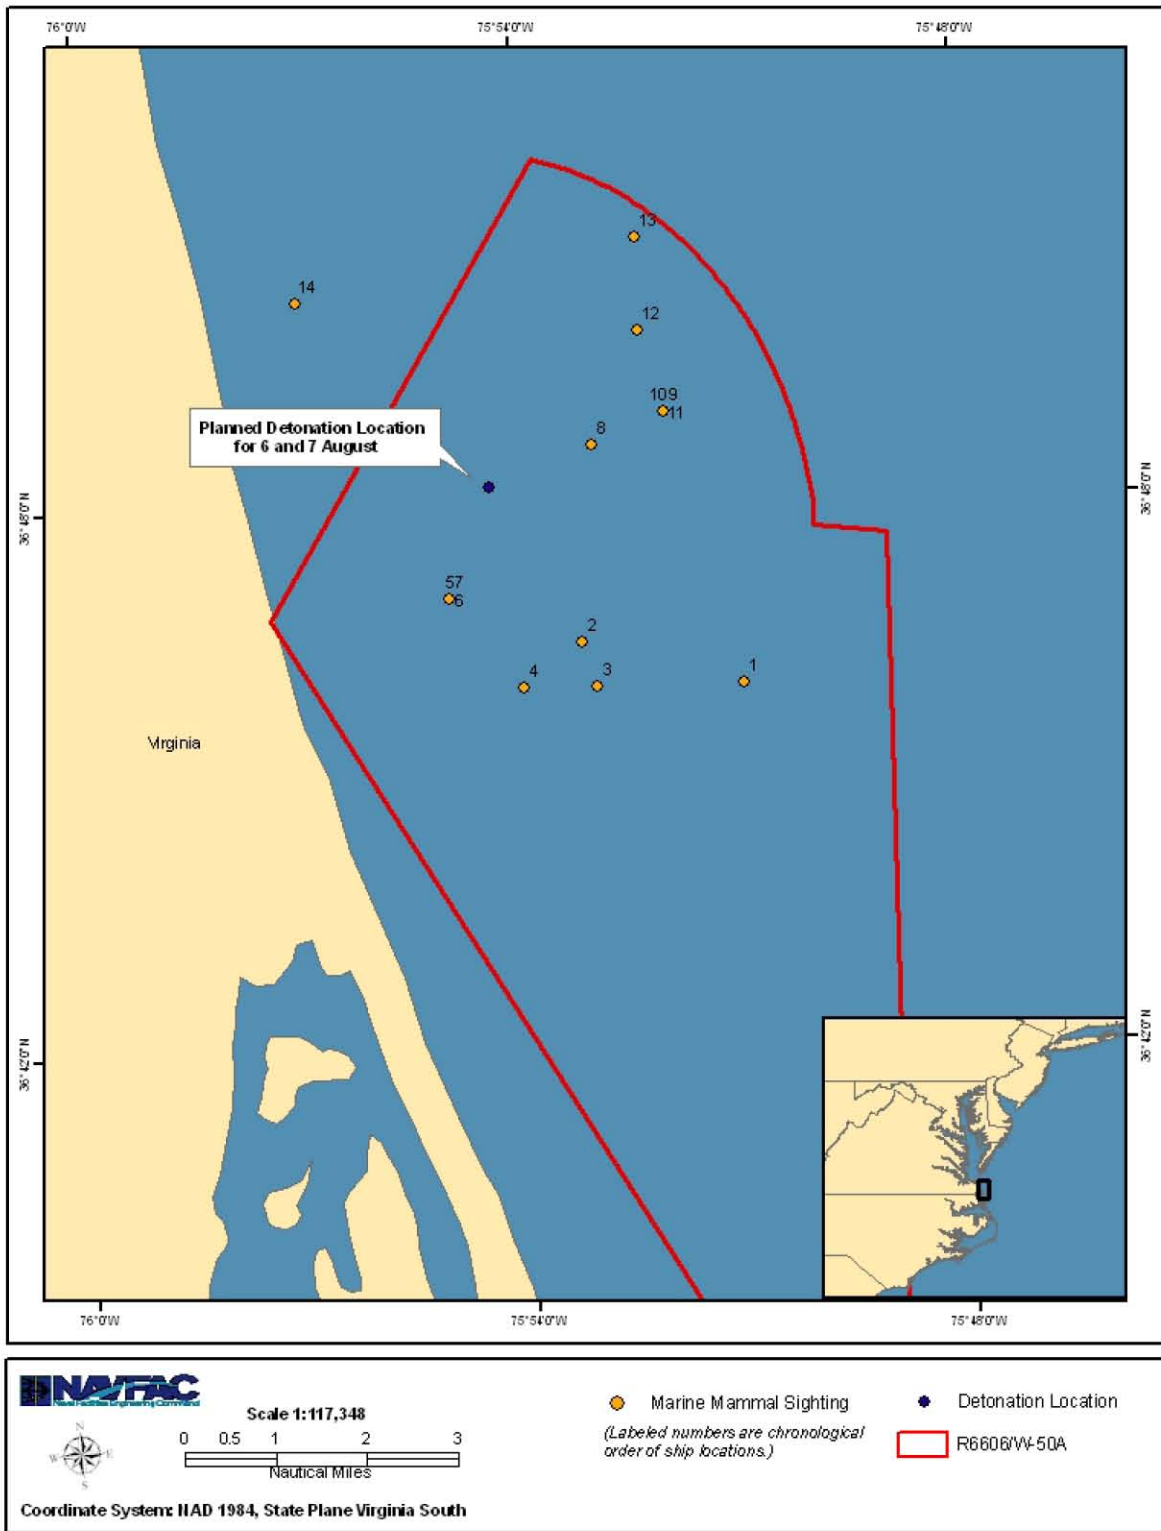 76°0'W 75°54'0"W 75°48'0"W
13
14
12
109
11
8
Planned Detonation Location
for 6 and 7 August
36°48'0"N
36°48'0"N
57
6
2
4
3
1
Virginia
36°42'0"N
36°42'0"N
76°0'W 75°54'0"W 75°48'0"W
NAVFAC
Naval Facilities Engineering Command
N
W E
S
Scale 1:117,348
0 0.5 1 2 3
Nautical Miles
Coordinate System: NAD 1984, State Plane Virginia South
Marine Mammal Sighting
(Labeled numbers are chronological
order of ship locations.)
Detonation Location
R6606/W-50A